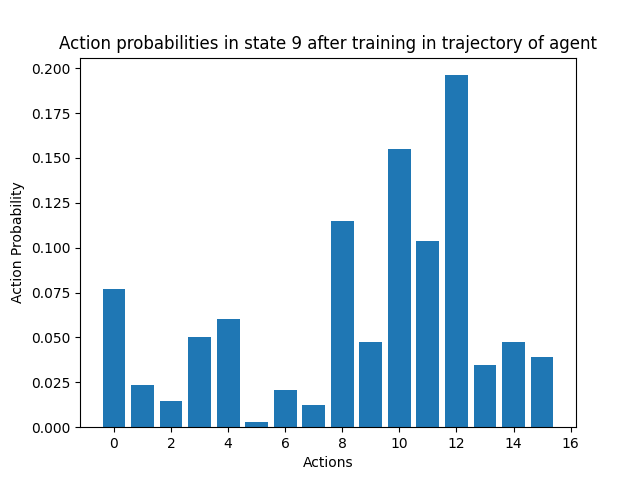 Action probabilities in state 9 after training in trajectory of agent
0.200
0.175
0.150
0.125
0.100
0.075
0.050
0.025
0.000
Action Probability
0 2 4 6 8 10 12 14 16
Actions